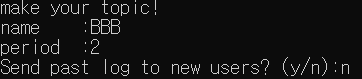 make your topic!
name    :BBB
period  :2
Send past log to new users? (y/n):n